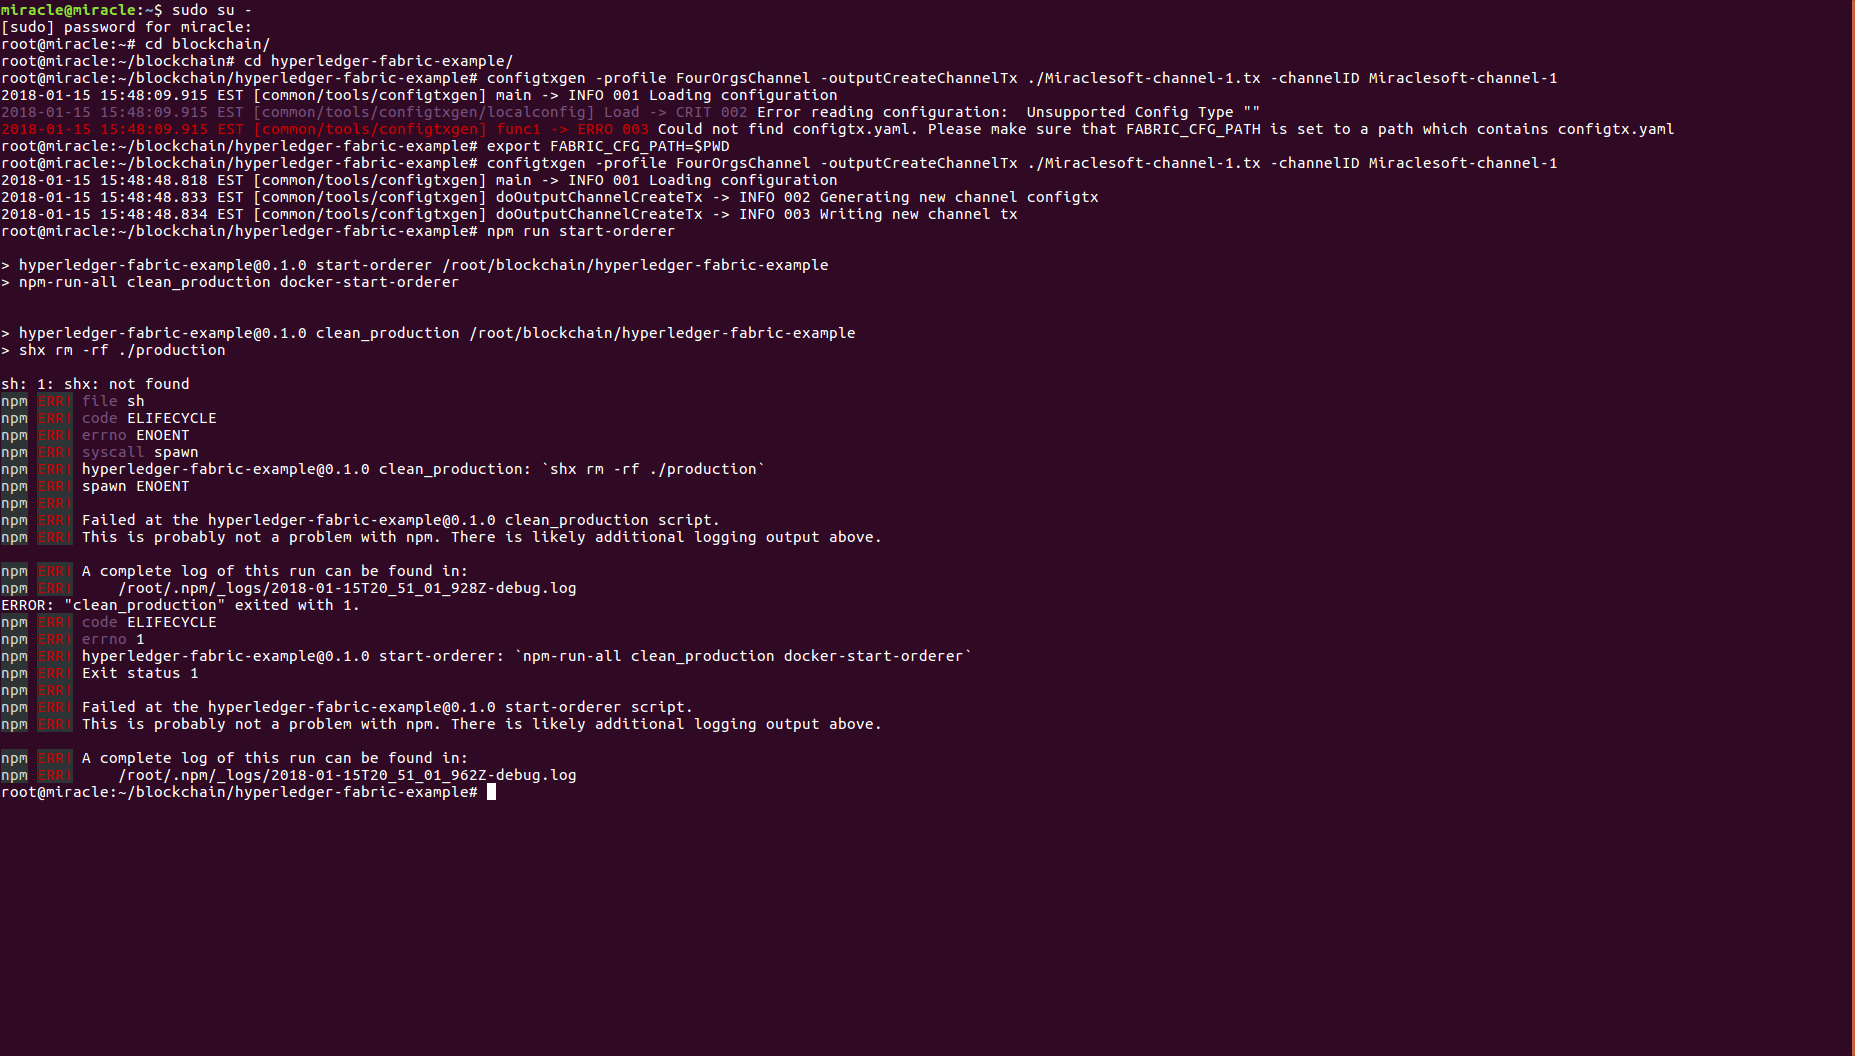 miracle@miracle:~$ sudo su -
[sudo] password for miracle:
root@miracle:~# cd blockchain/
root@miracle:~/blockchain# cd hyperledger-fabric-example/
root@miracle:~/blockchain/hyperledger-fabric-example# configtxgen -profile FourOrgsChannel -outputCreateChannelTx ./Miraclesoft-channel-1.tx -channelID Miraclesoft-channel-1
2018-01-15 15:48:09.915 EST [common/tools/configtxgen] main -> INFO 001 Loading configuration
2018-01-15 15:48:09.915 EST [common/tools/configtxgen/localconfig] Load -> CRIT 002 Error reading configuration:  Unsupported Config Type ""
2018-01-15 15:48:09.915 EST [common/tools/configtxgen] func1 -> ERRO 003 Could not find configtx.yaml. Please make sure that FABRIC_CFG_PATH is set to a path which contains configtx.yaml
root@miracle:~/blockchain/hyperledger-fabric-example# export FABRIC_CFG_PATH=$PWD
root@miracle:~/blockchain/hyperledger-fabric-example# configtxgen -profile FourOrgsChannel -outputCreateChannelTx ./Miraclesoft-channel-1.tx -channelID Miraclesoft-channel-1
2018-01-15 15:48:48.818 EST [common/tools/configtxgen] main -> INFO 001 Loading configuration
2018-01-15 15:48:48.833 EST [common/tools/configtxgen] doOutputChannelCreateTx -> INFO 002 Generating new channel configtx
2018-01-15 15:48:48.834 EST [common/tools/configtxgen] doOutputChannelCreateTx -> INFO 003 Writing new channel tx
root@miracle:~/blockchain/hyperledger-fabric-example# npm run start-orderer
> hyperledger-fabric-example@0.1.0 start-orderer /root/blockchain/hyperledger-fabric-example
> npm-run-all clean_production docker-start-orderer
> hyperledger-fabric-example@0.1.0 clean_production /root/blockchain/hyperledger-fabric-example
> shx rm -rf ./production
sh: 1: shx: not found
npm ERR! file sh
npm ERR! code ELIFECYCLE
npm ERR! errno ENOENT
npm ERR! syscall spawn
npm ERR! hyperledger-fabric-example@0.1.0 clean_production: `shx rm -rf ./production`
npm ERR! spawn ENOENT
npm ERR!
npm ERR! Failed at the hyperledger-fabric-example@0.1.0 clean_production script.
npm ERR! This is probably not a problem with npm. There is likely additional logging output above.
npm ERR! A complete log of this run can be found in:
npm ERR!     /root/.npm/_logs/2018-01-15T20_51_01_928Z-debug.log
ERROR: "clean_production" exited with 1.
npm ERR! code ELIFECYCLE
npm ERR! errno 1
npm ERR! hyperledger-fabric-example@0.1.0 start-orderer: `npm-run-all clean_production docker-start-orderer`
npm ERR! Exit status 1
npm ERR!
npm ERR! Failed at the hyperledger-fabric-example@0.1.0 start-orderer script.
npm ERR! This is probably not a problem with npm. There is likely additional logging output above.
npm ERR! A complete log of this run can be found in:
npm ERR!     /root/.npm/_logs/2018-01-15T20_51_01_962Z-debug.log
root@miracle:~/blockchain/hyperledger-fabric-example#